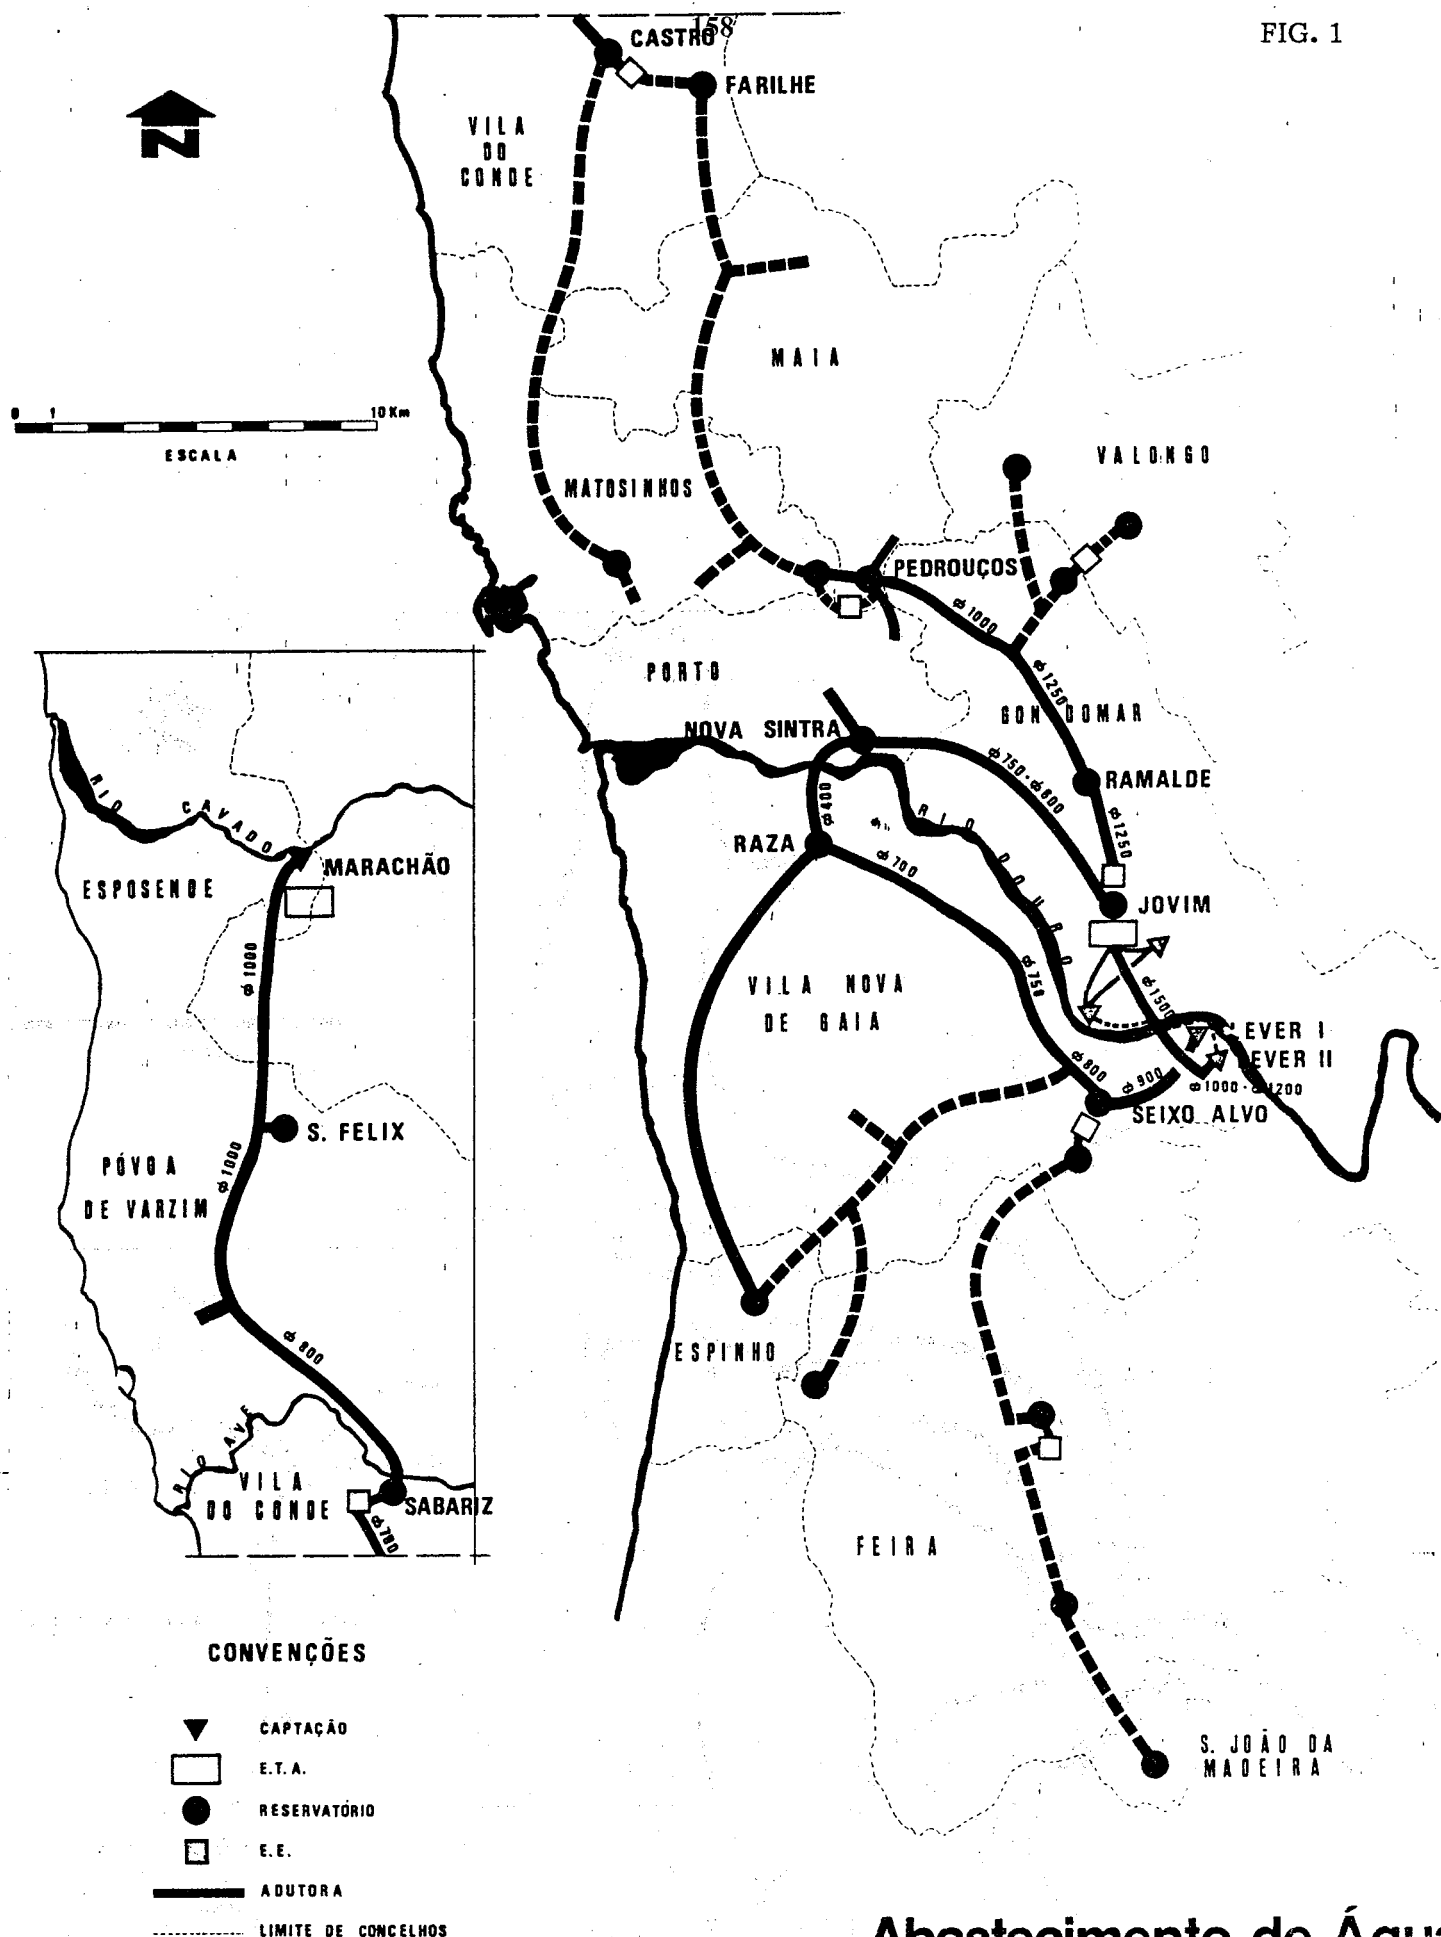 158
FIG. 1
CASTRO
FARILHE
VILA
DO
CONDE
N
MAIA
0 1 10 Km
ESCALA
VALONGO
MATOSINHOS
PEDROUÇOS
ø 1000
PORTO
ø 1250
GONDOMAR
NOVA SINTRA
ø 750 - ø 600
RAMALDE
ø 400
RIO DOURO
ø 1250
RAZA
ø 700
JOVIM
ø 750
VILA NOVA
DE GAIA
ø 1500
LEVER I
LEVER II
ø 800
ø 900
ø 1000 - ø 1200
SEIXO ALVO
RIO CAVADO
MARACHÃO
ESPOSENDE
ø 1000
S. FELIX
PÓVOA
DE VARZIM
ø 1000
ø 800
RIO AVE
VILA
DO CONDE
SABARIZ
ESPINHO
FEIRA
S. JOÃO DA
MADEIRA
CONVENÇÕES
CAPTAÇÃO
E.T.A.
RESERVATÓRIO
E.E.
ADUTORA
LIMITE DE CONCELHOS
Abastecimento de Água